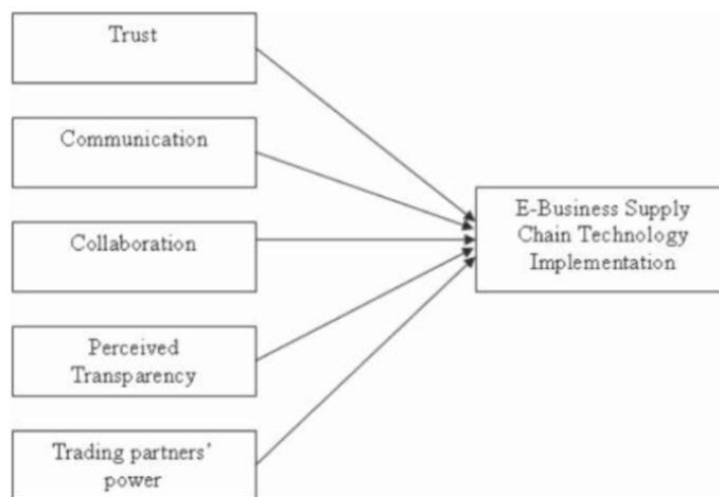 Trust
Communication
Collaboration
Perceived
Transparency
Trading partners'
power
E-Business Supply
Chain Technology
Implementation